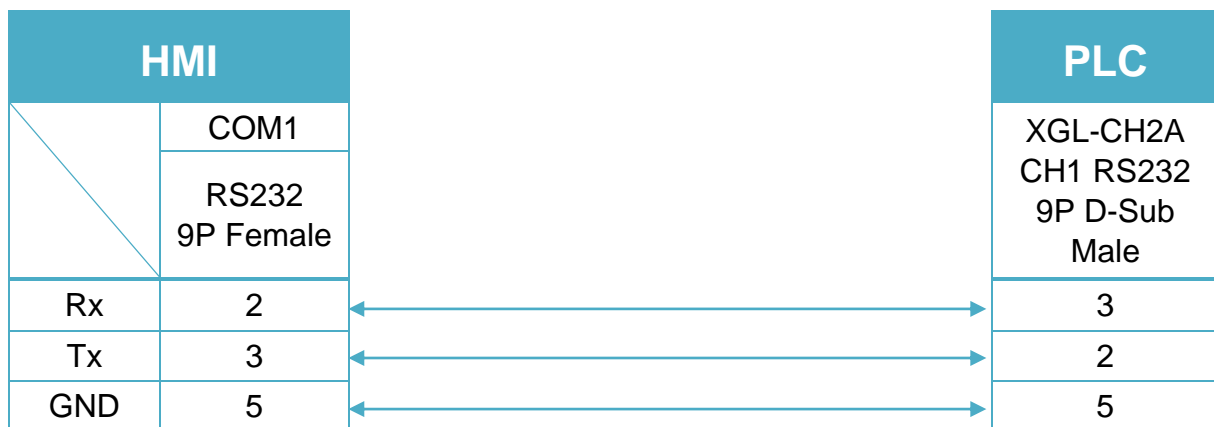 HMI
PLC
COM1
RS232
9P Female
XGL-CH2A
CH1 RS232
9P D-Sub
Male
Rx 2 3
Tx 3 2
GND 5 5